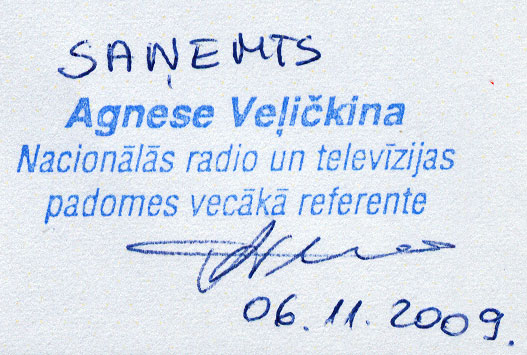 SAŅEMTS
Agnese Veļičkina
Nacionālās radio un televīzijas
padomes vecākā referente
06.11.2009.